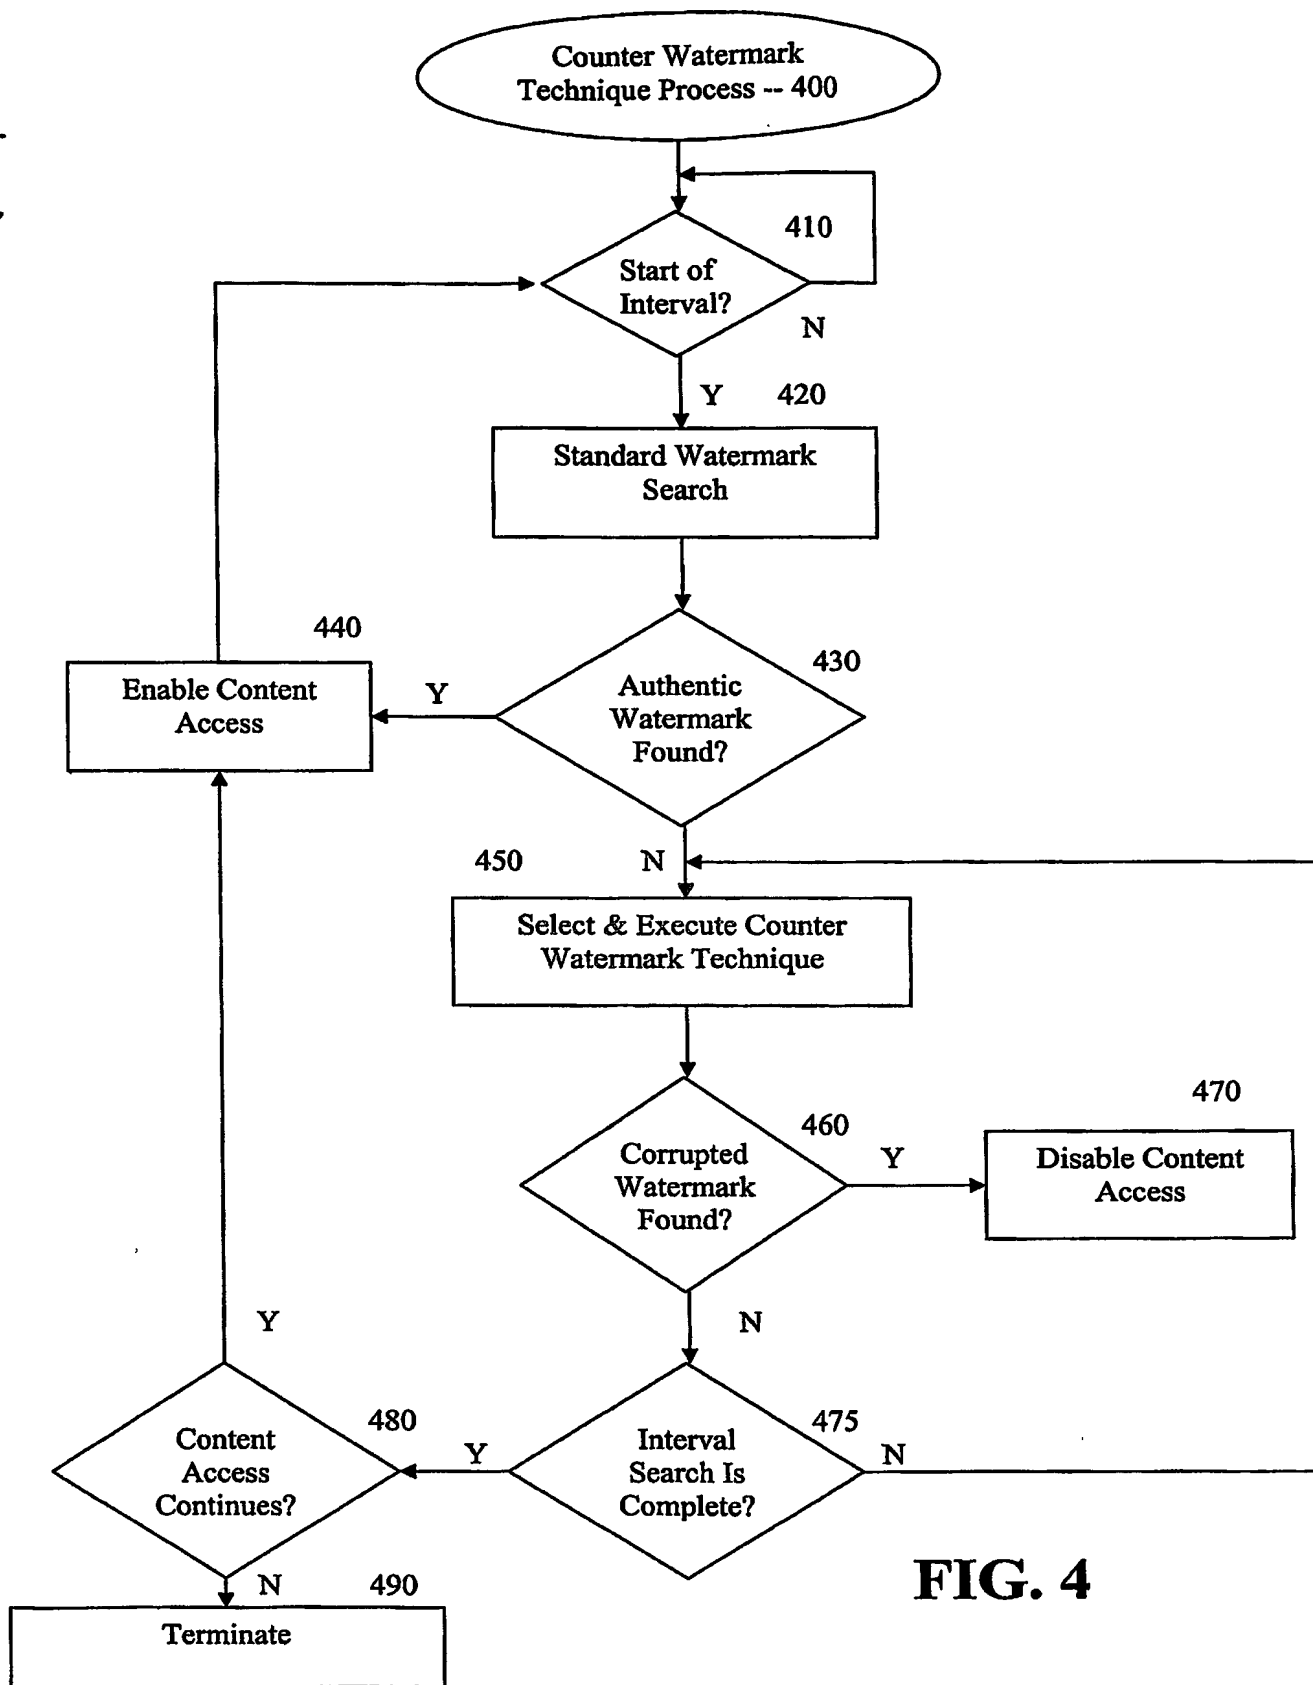 Counter Watermark
Technique Process -- 400
410
Start of
Interval?
N
Y
420
Standard Watermark
Search
440
430
Enable Content
Access
Y
Authentic
Watermark
Found?
450
N
Select & Execute Counter
Watermark Technique
470
460
Corrupted
Watermark
Found?
Y
Disable Content
Access
Y
N
480
475
Content
Access
Continues?
Y
Interval
Search Is
Complete?
N
FIG. 4
N
490
Terminate